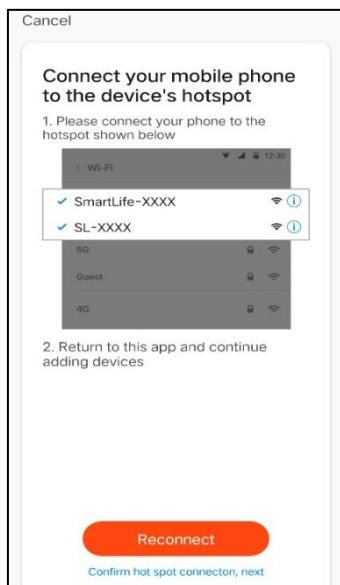 Cancel
Connect your mobile phone
to the device's hotspot
1. Please connect your phone to the
hotspot shown below
12:30
< Wi-Fi
SmartLife-XXXX
SL-XXXX
5G
Guest
4G
2. Return to this app and continue
adding devices
Reconnect
Confirm hot spot connecton, next